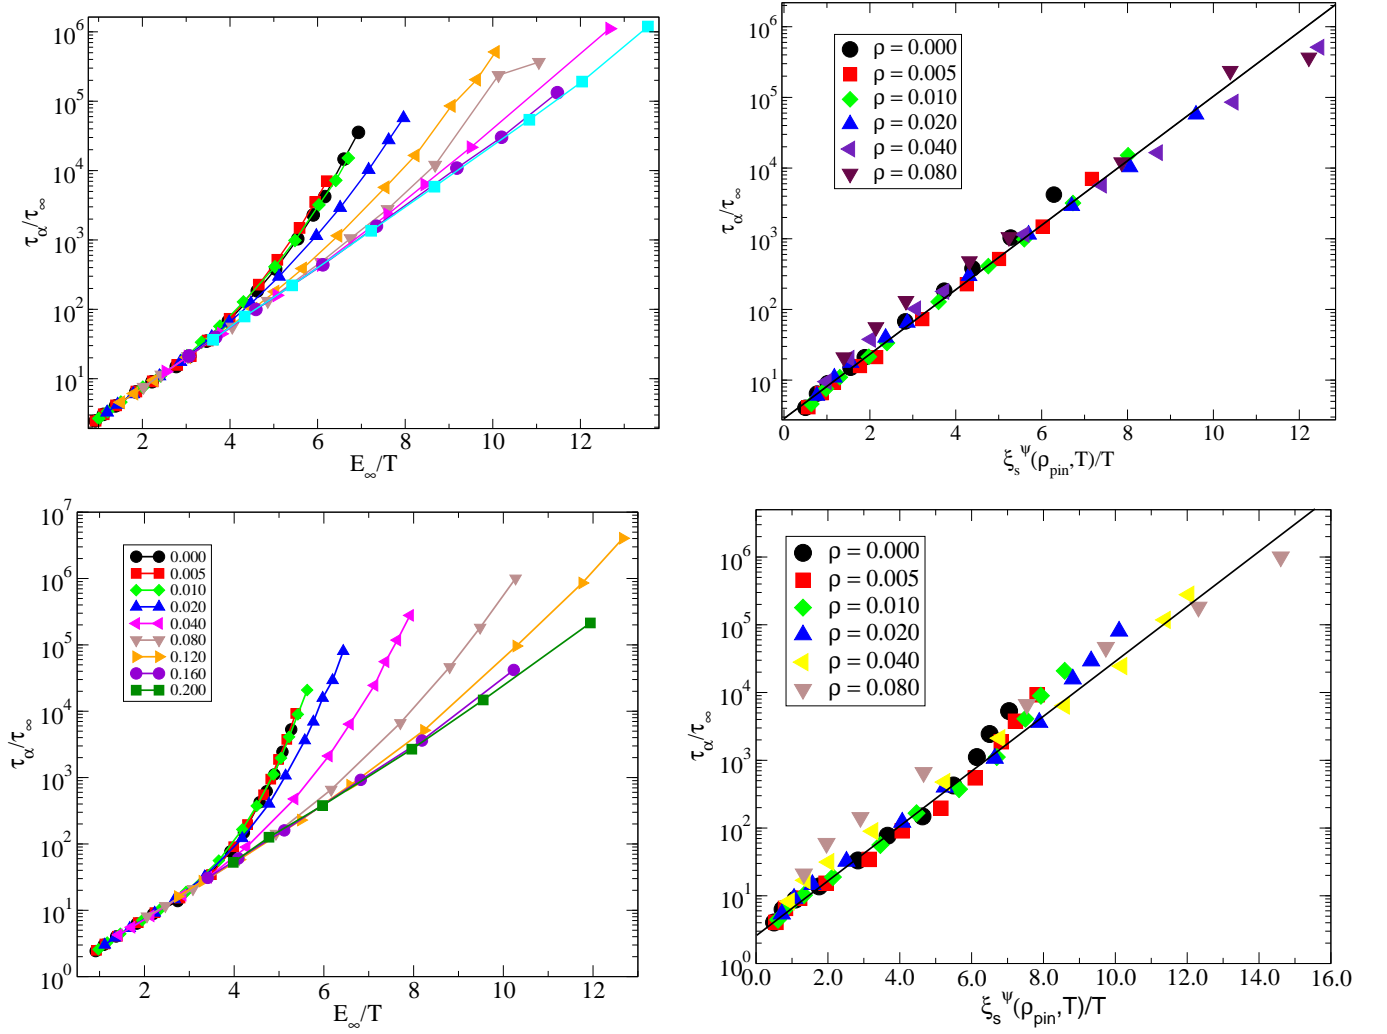 10^6
10^5
10^4
10^3
10^2
10^1
τ_α/τ_∞
2 4 6 8 10 12
E_∞/T
10^6
10^5
10^4
10^3
10^2
10^1
τ_α/τ_∞
ρ = 0.000
ρ = 0.005
ρ = 0.010
ρ = 0.020
ρ = 0.040
ρ = 0.080
0 2 4 6 8 10 12
ξ_s^ψ(ρ_pin,T)/T
10^7
10^6
10^5
10^4
10^3
10^2
10^1
10^0
τ_α/τ_∞
0.000
0.005
0.010
0.020
0.040
0.080
0.120
0.160
0.200
2 4 6 8 10 12
E_∞/T
10^6
10^5
10^4
10^3
10^2
10^1
10^0
τ_α/τ_∞
ρ = 0.000
ρ = 0.005
ρ = 0.010
ρ = 0.020
ρ = 0.040
ρ = 0.080
0.0 2.0 4.0 6.0 8.0 10.0 12.0 14.0 16.0
ξ_s^ψ(ρ_pin,T)/T